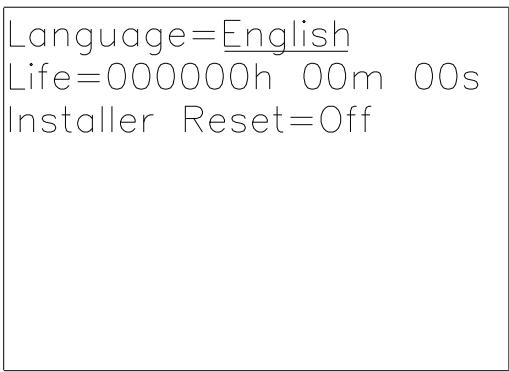 Language=English
Life=000000h 00m 00s
Installer Reset=Off